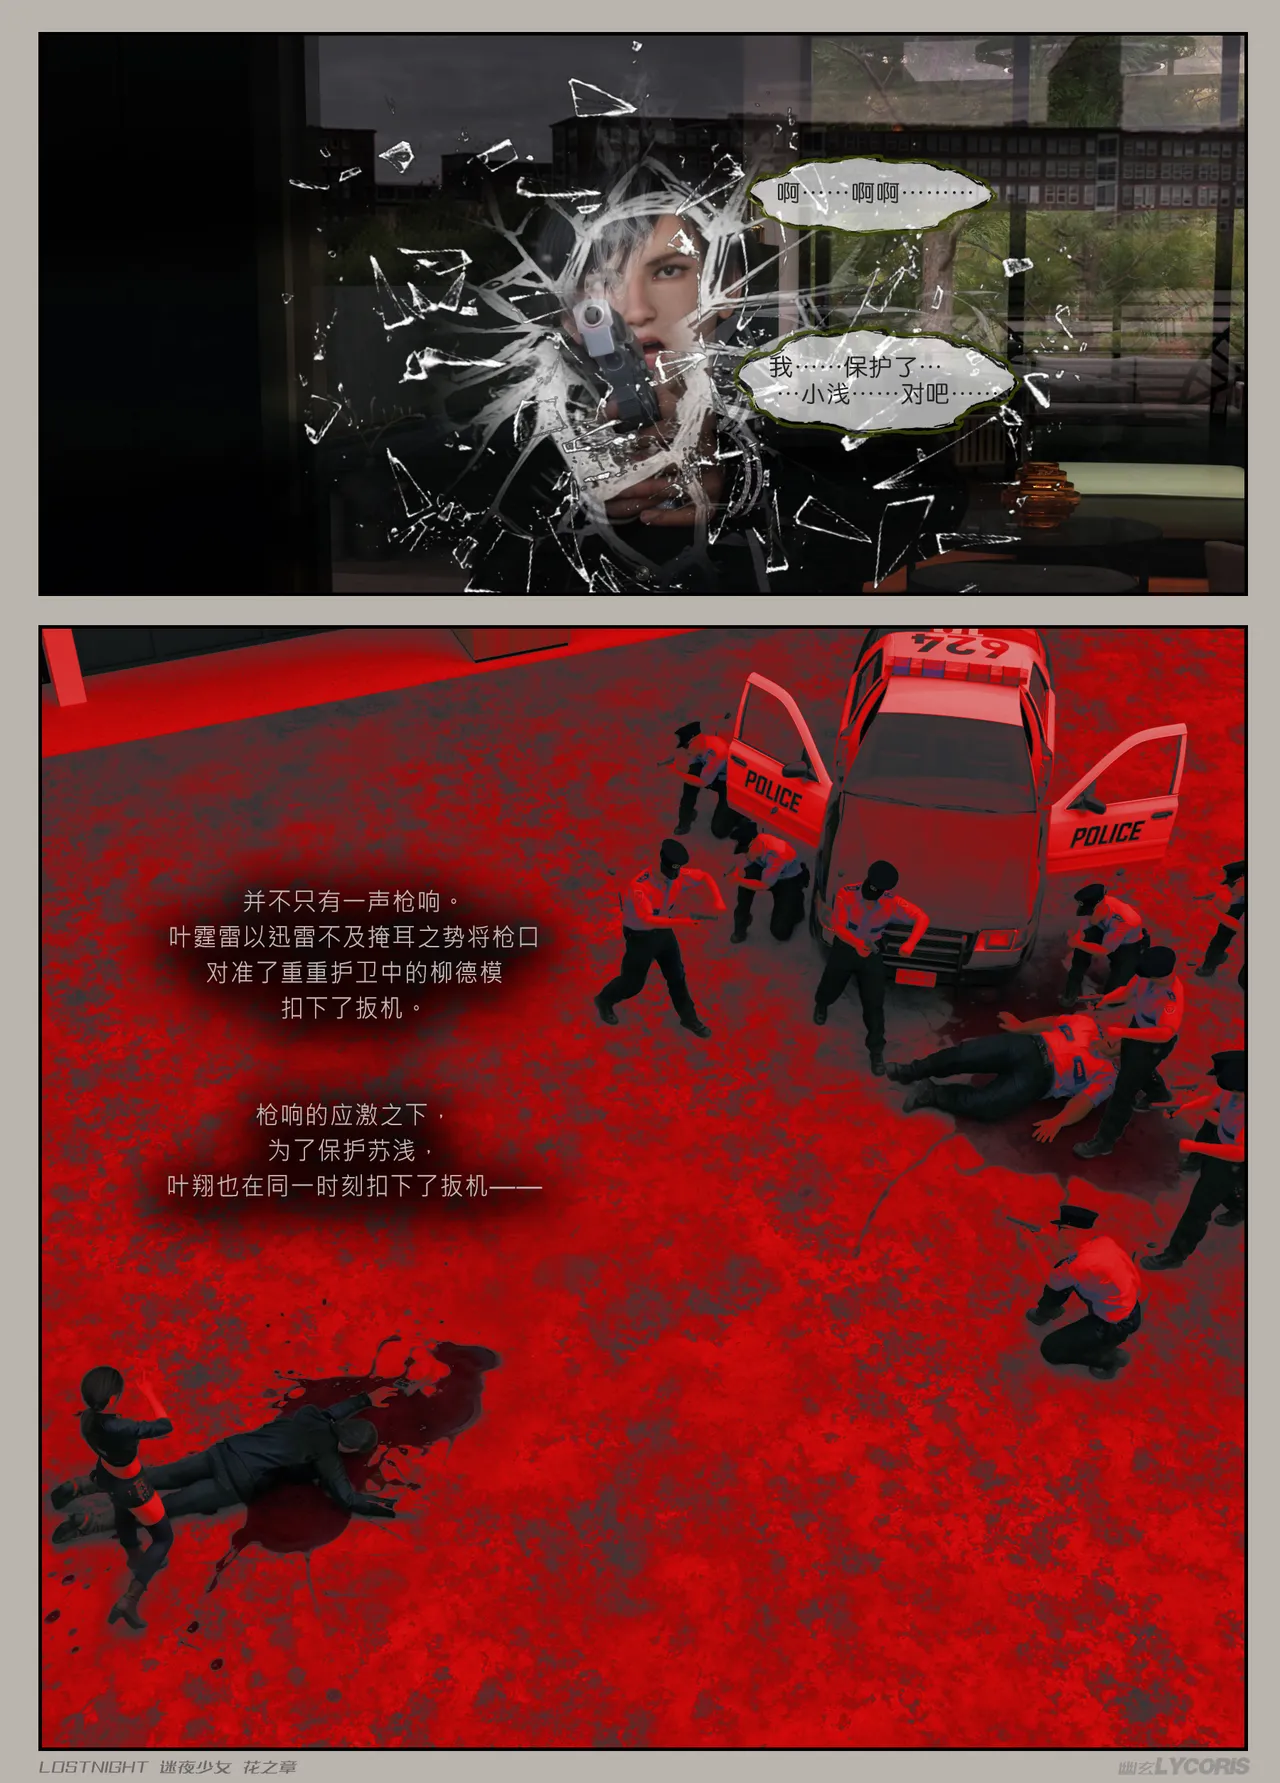 啊……啊啊………
我……保护了…
…小浅……对吧……
624
POLICE
POLICE
并不只有一声枪响。
叶霆雷以迅雷不及掩耳之势将枪口
对准了重重护卫中的柳德模
扣下了扳机。
枪响的应激之下，
为了保护苏浅，
叶翔也在同一时刻扣下了扳机——
LOSTNIGHT 迷夜少女 花之章
幽玄LYCORIS